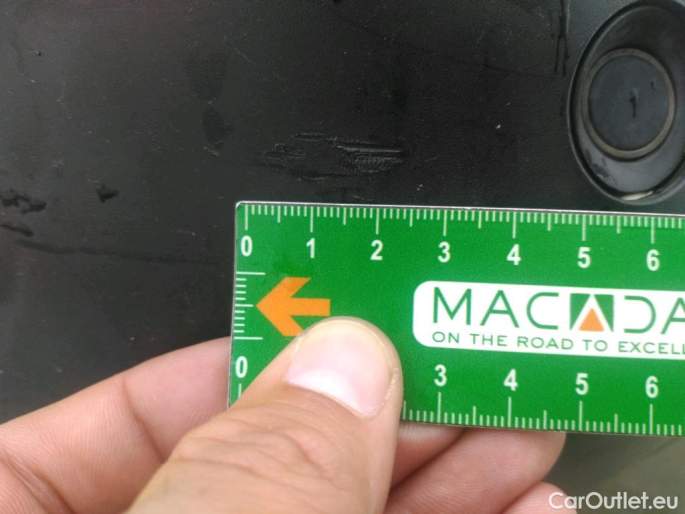 0 1 2 3 4 5 6
MACADA
ON THE ROAD TO EXCELL
0 3 4 5 6
CarOutlet.eu